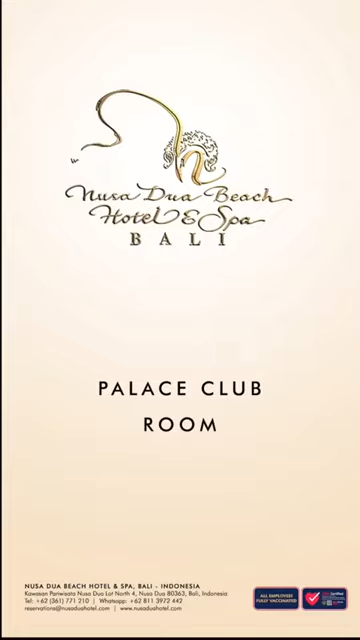 Nusa Dua Beach
Hotel & Spa
BALI
PALACE CLUB
ROOM
NUSA DUA BEACH HOTEL & SPA, BALI - INDONESIA
Kawasan Pariwisata Nusa Dua Lot North 4, Nusa Dua 80363, Bali, Indonesia
Tel: +62 (361) 771 210 | Whatsapp: +62 811 3972 442
reservations@nusaduahotel.com | www.nusaduahotel.com
ALL EMPLOYEES
FULLY VACCINATED